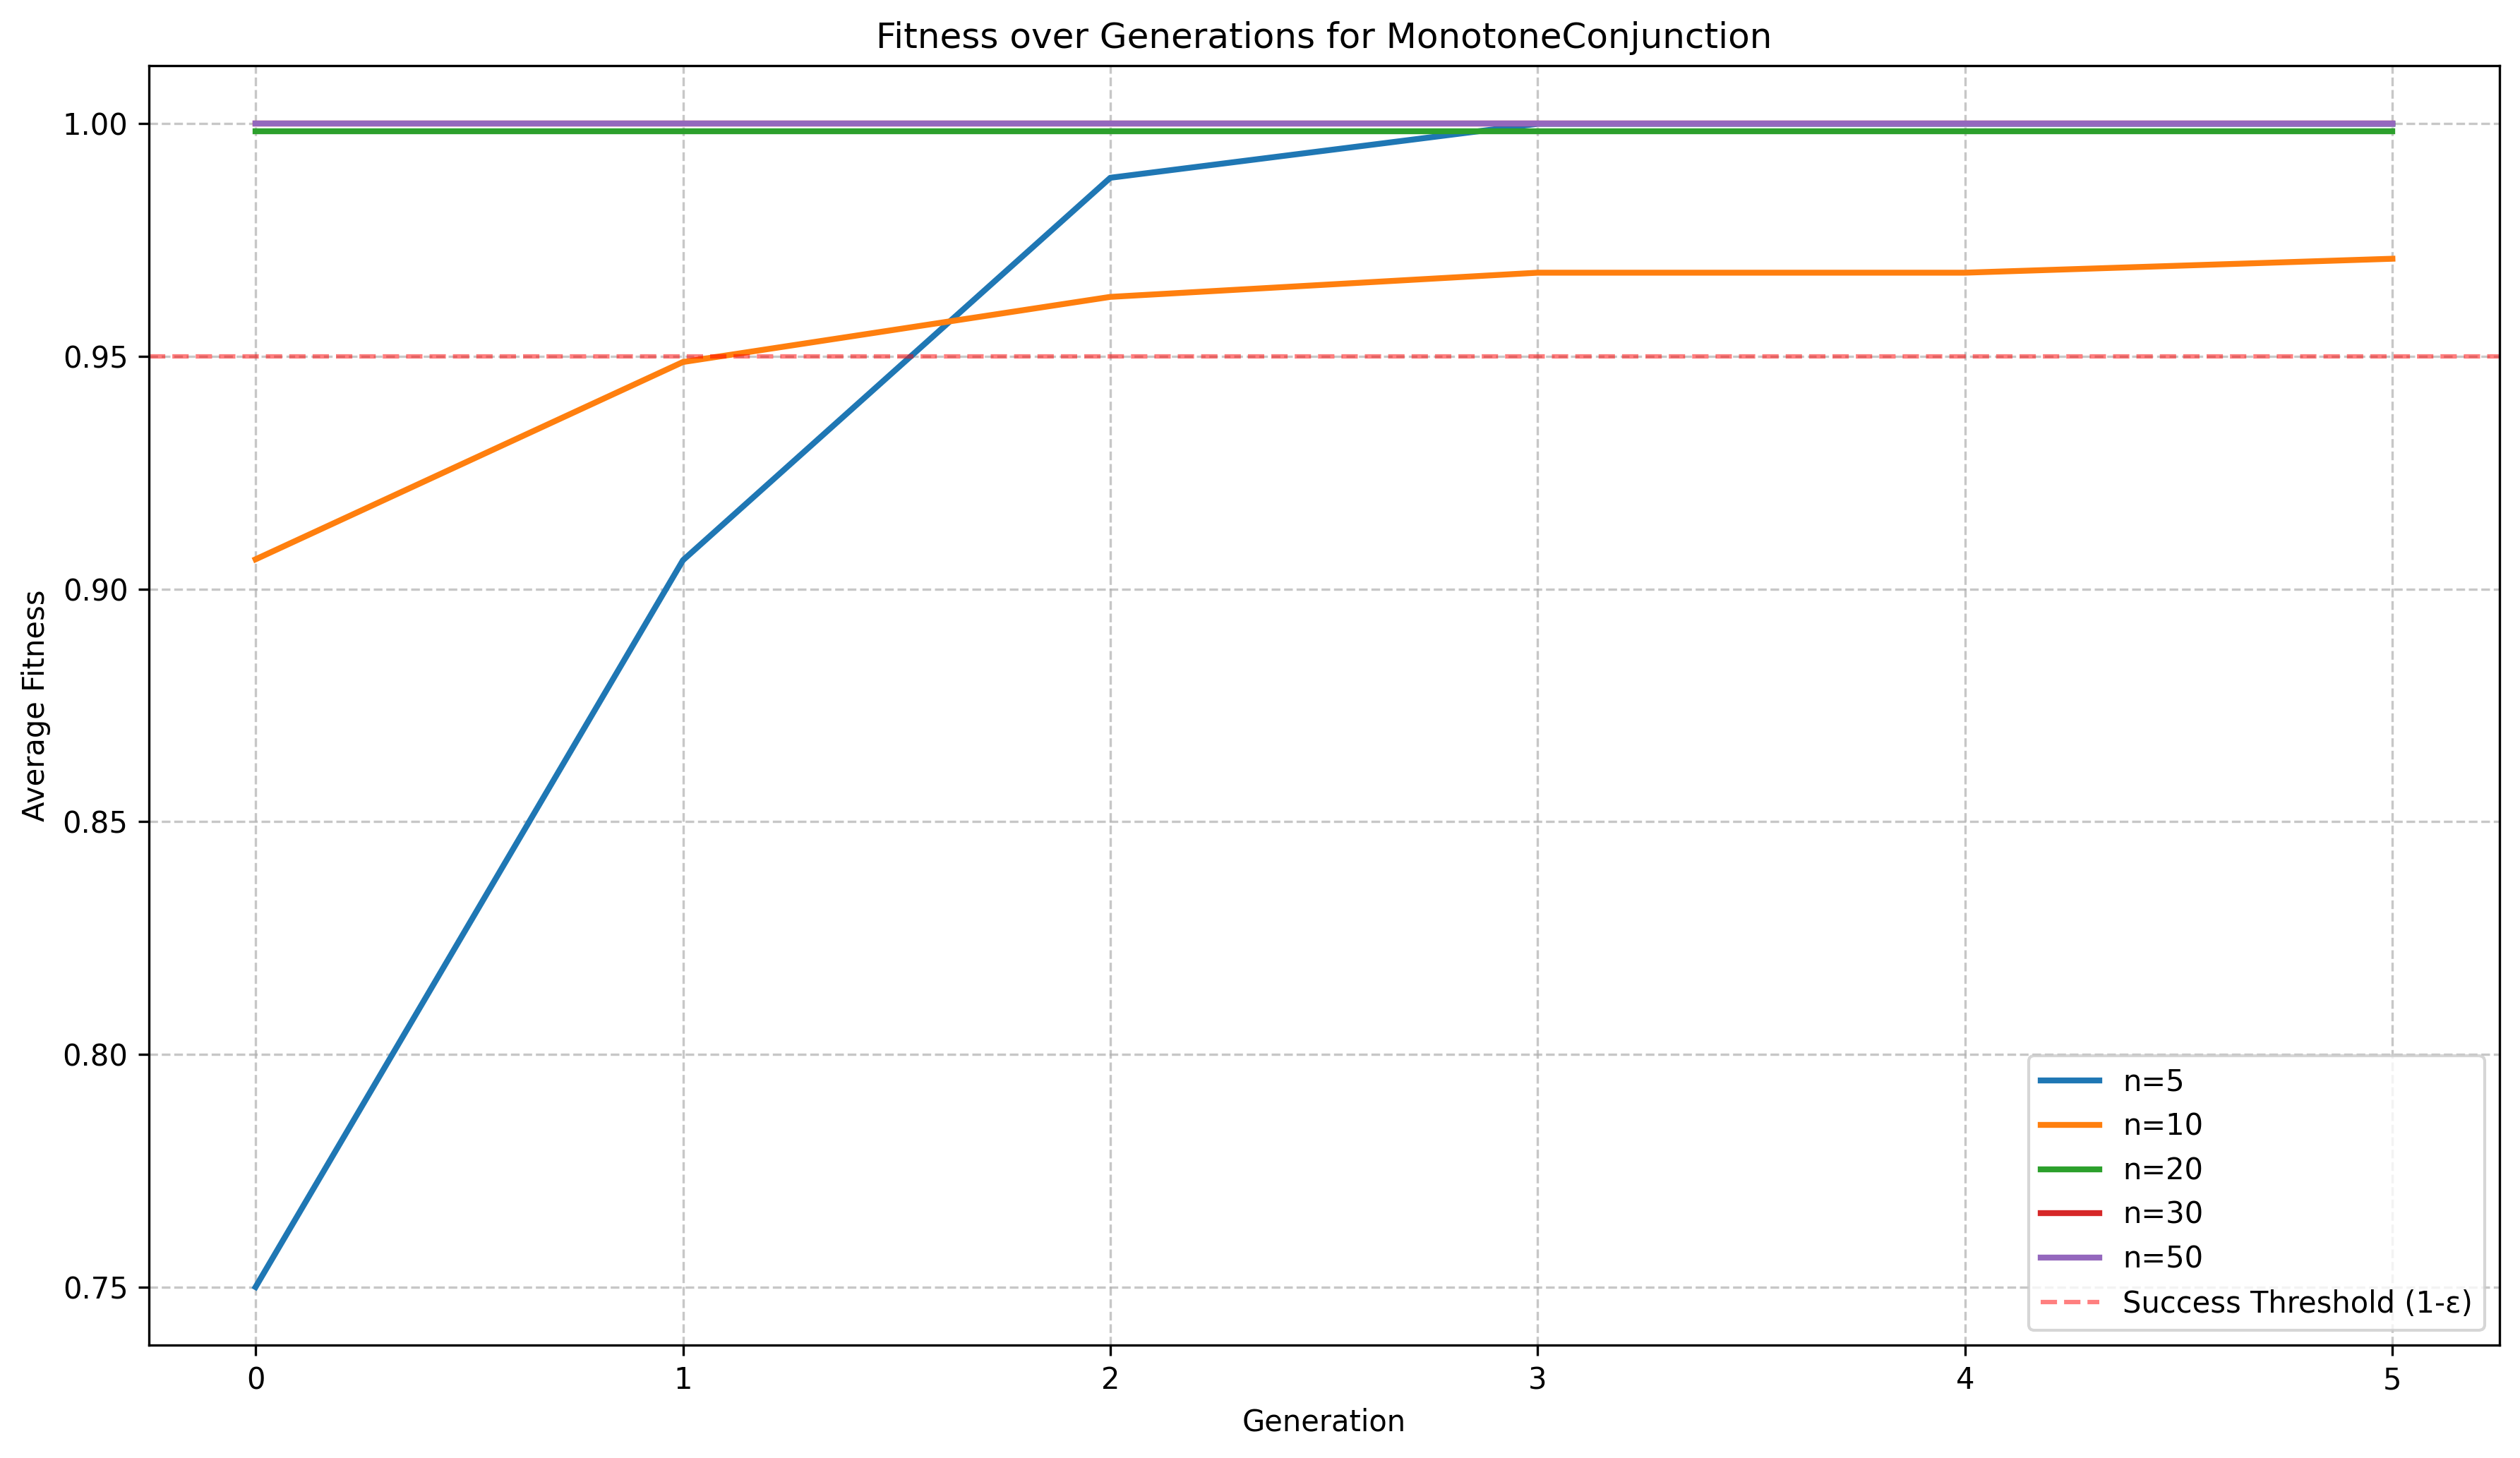 Fitness over Generations for MonotoneConjunction
Average Fitness
1.00
0.95
0.90
0.85
0.80
0.75
0
1
2
3
4
5
Generation
n=5
n=10
n=20
n=30
n=50
Success Threshold (1-ε)